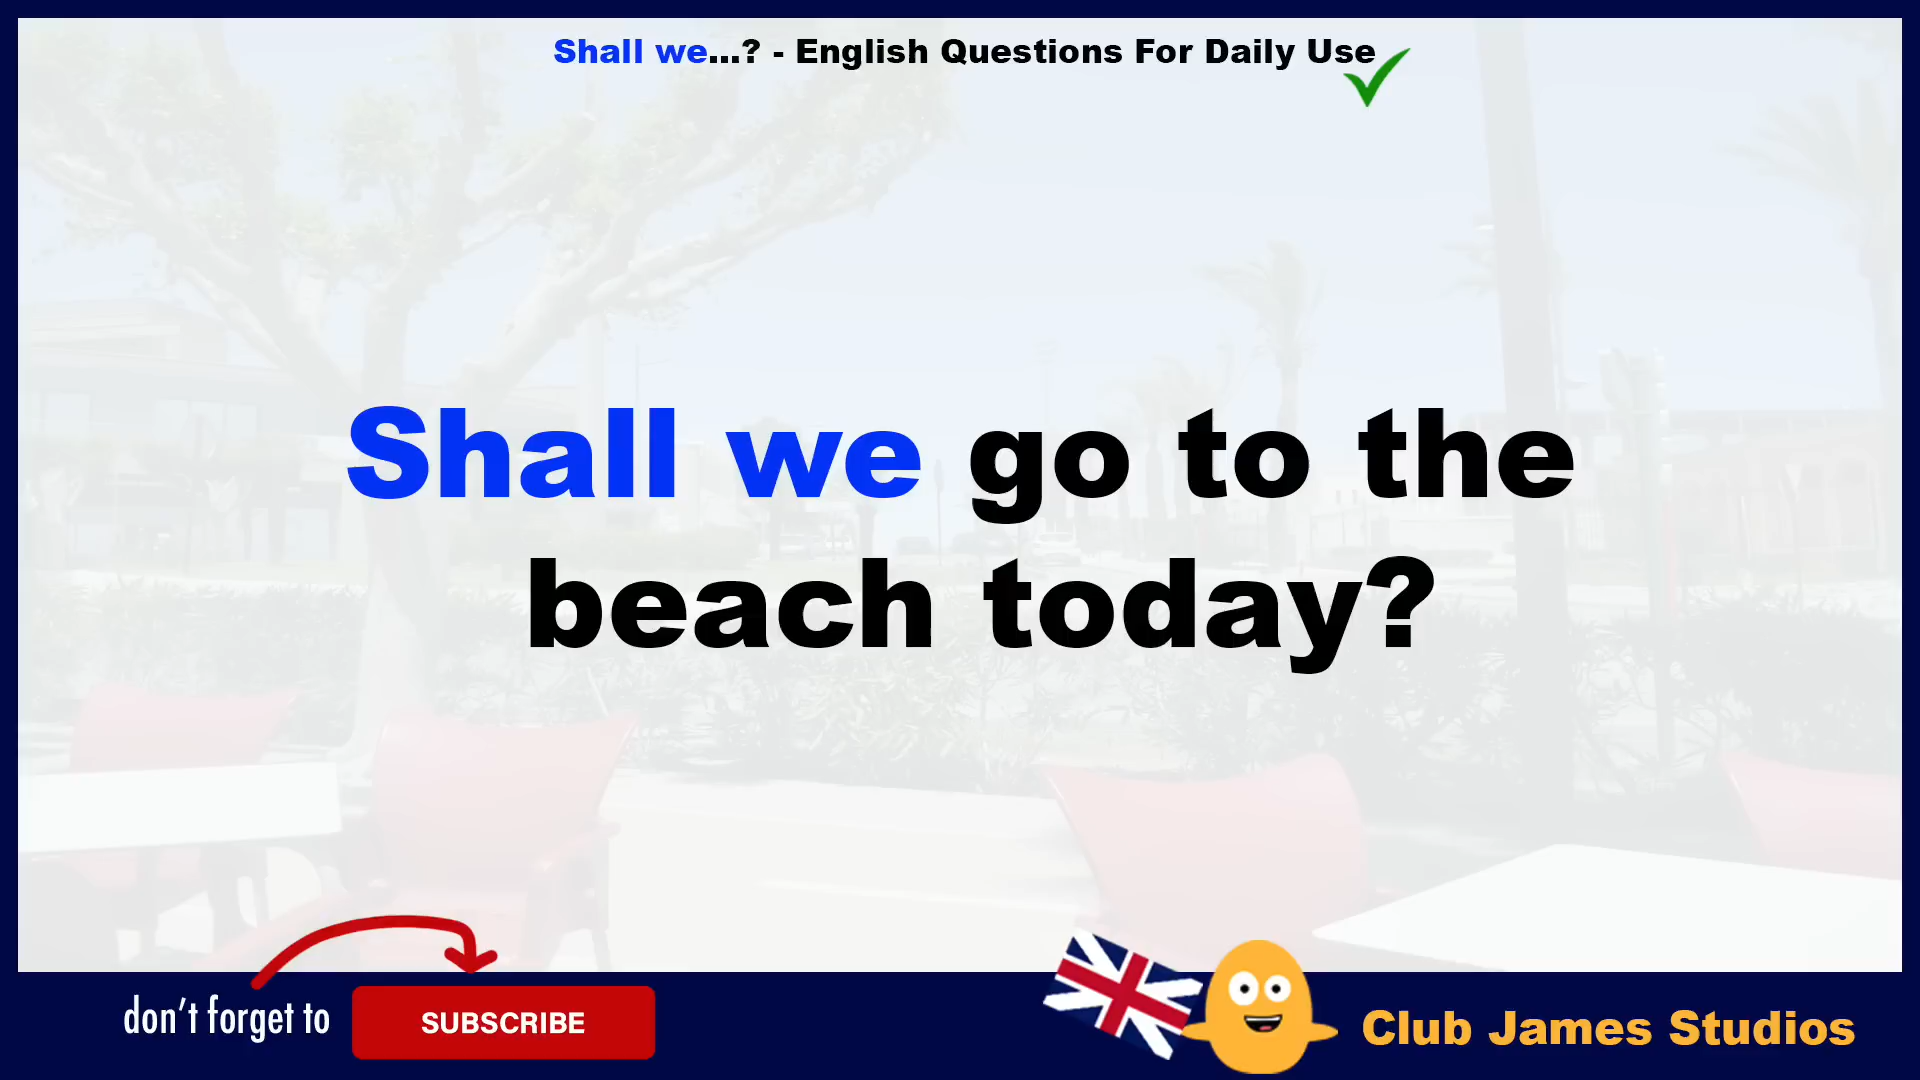 Shall we...? - English Questions For Daily Use
Shall we go to the
beach today?
don't forget to
SUBSCRIBE
Club James Studios